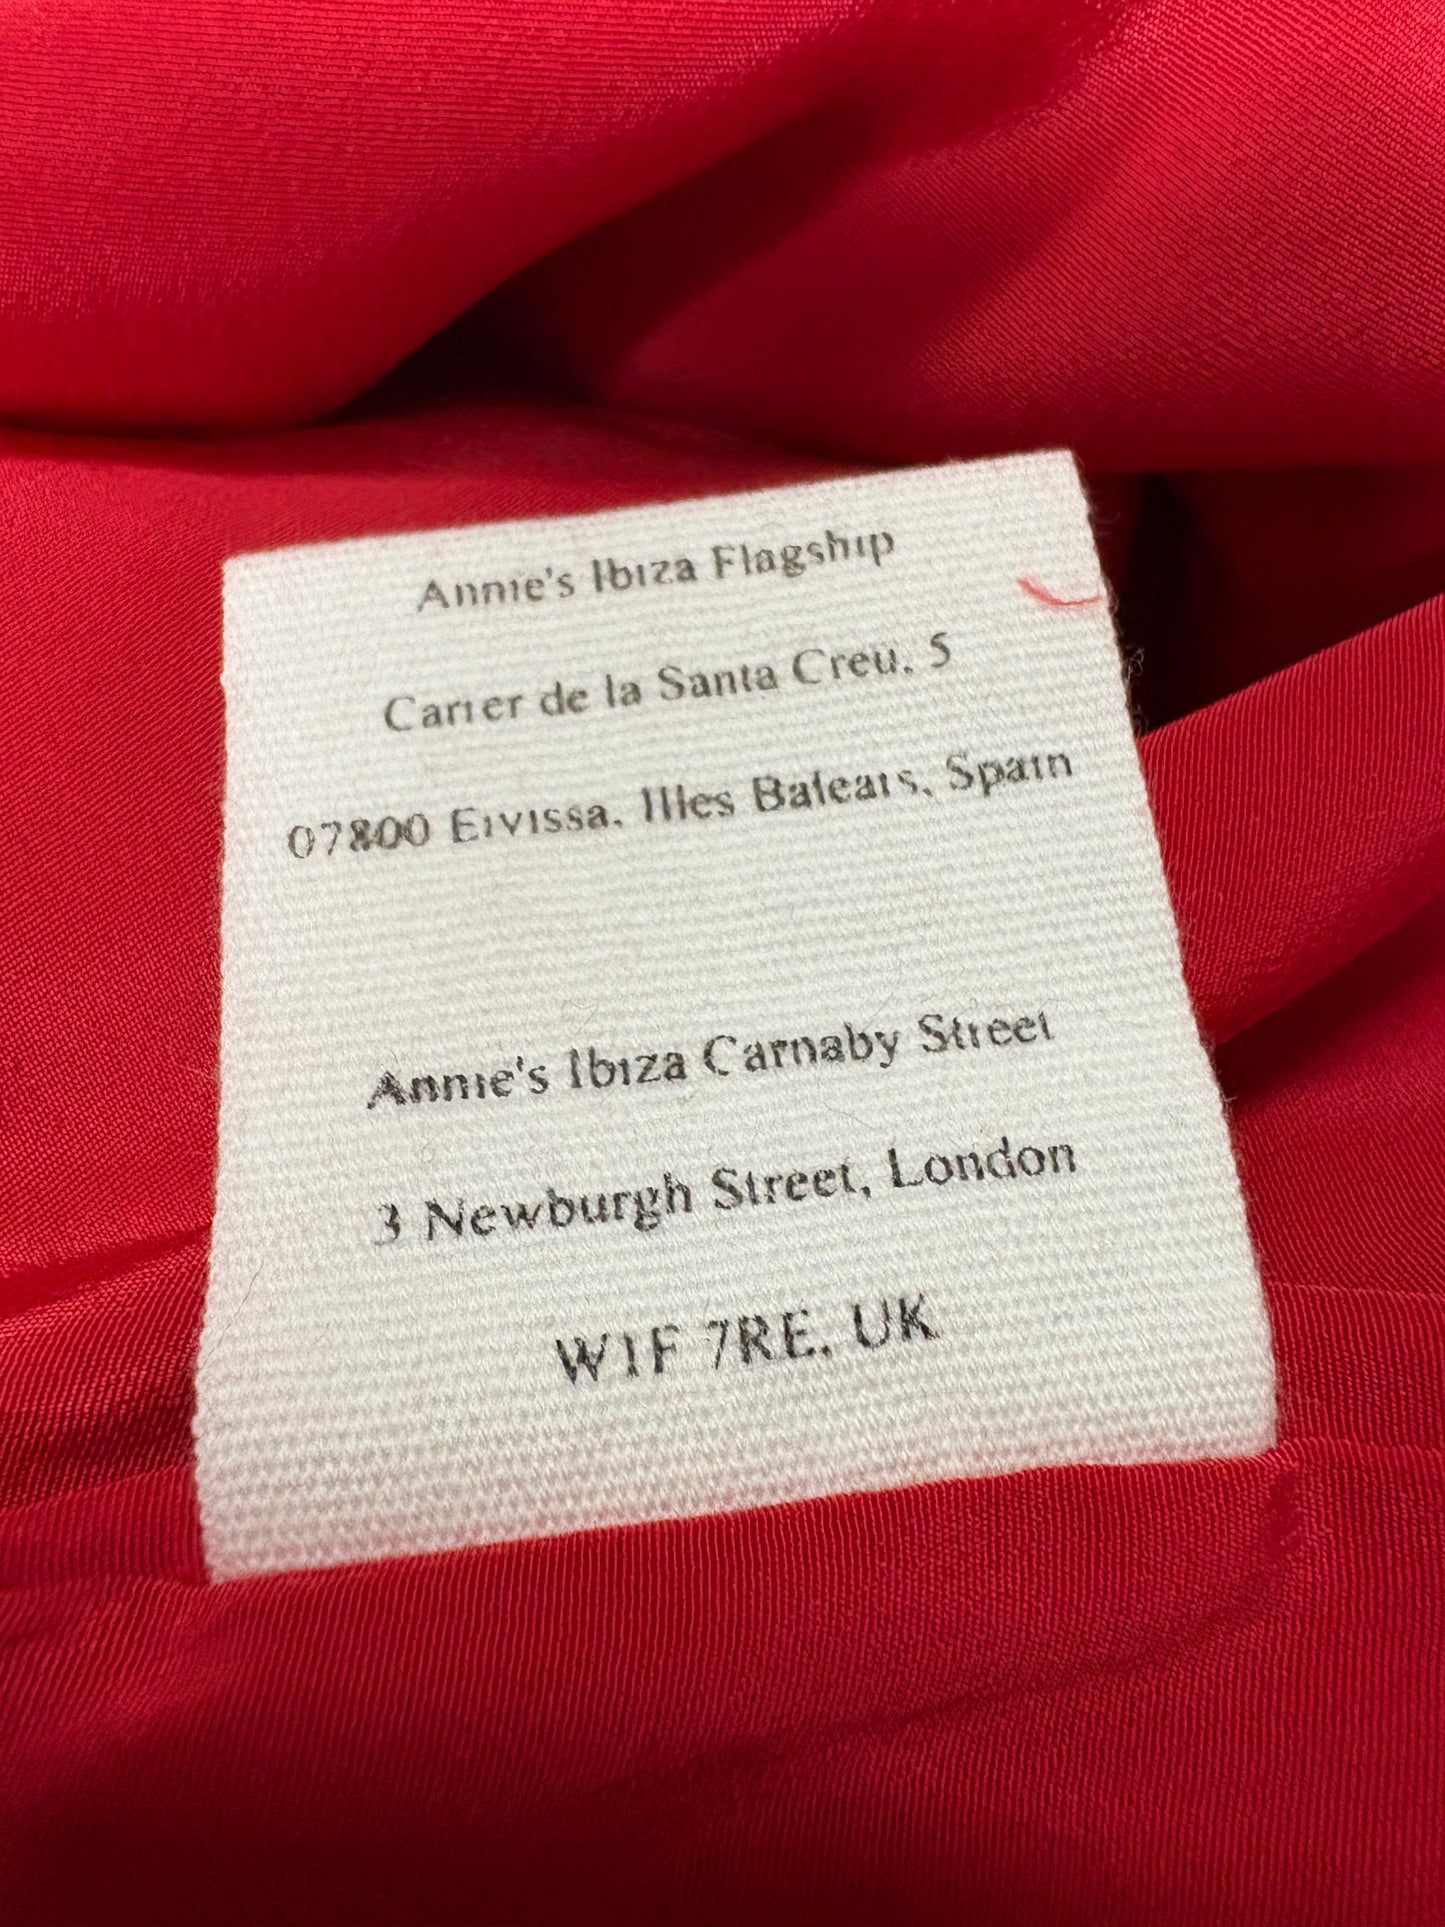 Annie's Ibiza Flagship
Carrer de la Santa Creu, 5
07800 Eivissa, Illes Balears, Spain
Annie's Ibiza Carnaby Street
3 Newburgh Street, London
W1F 7RE, UK